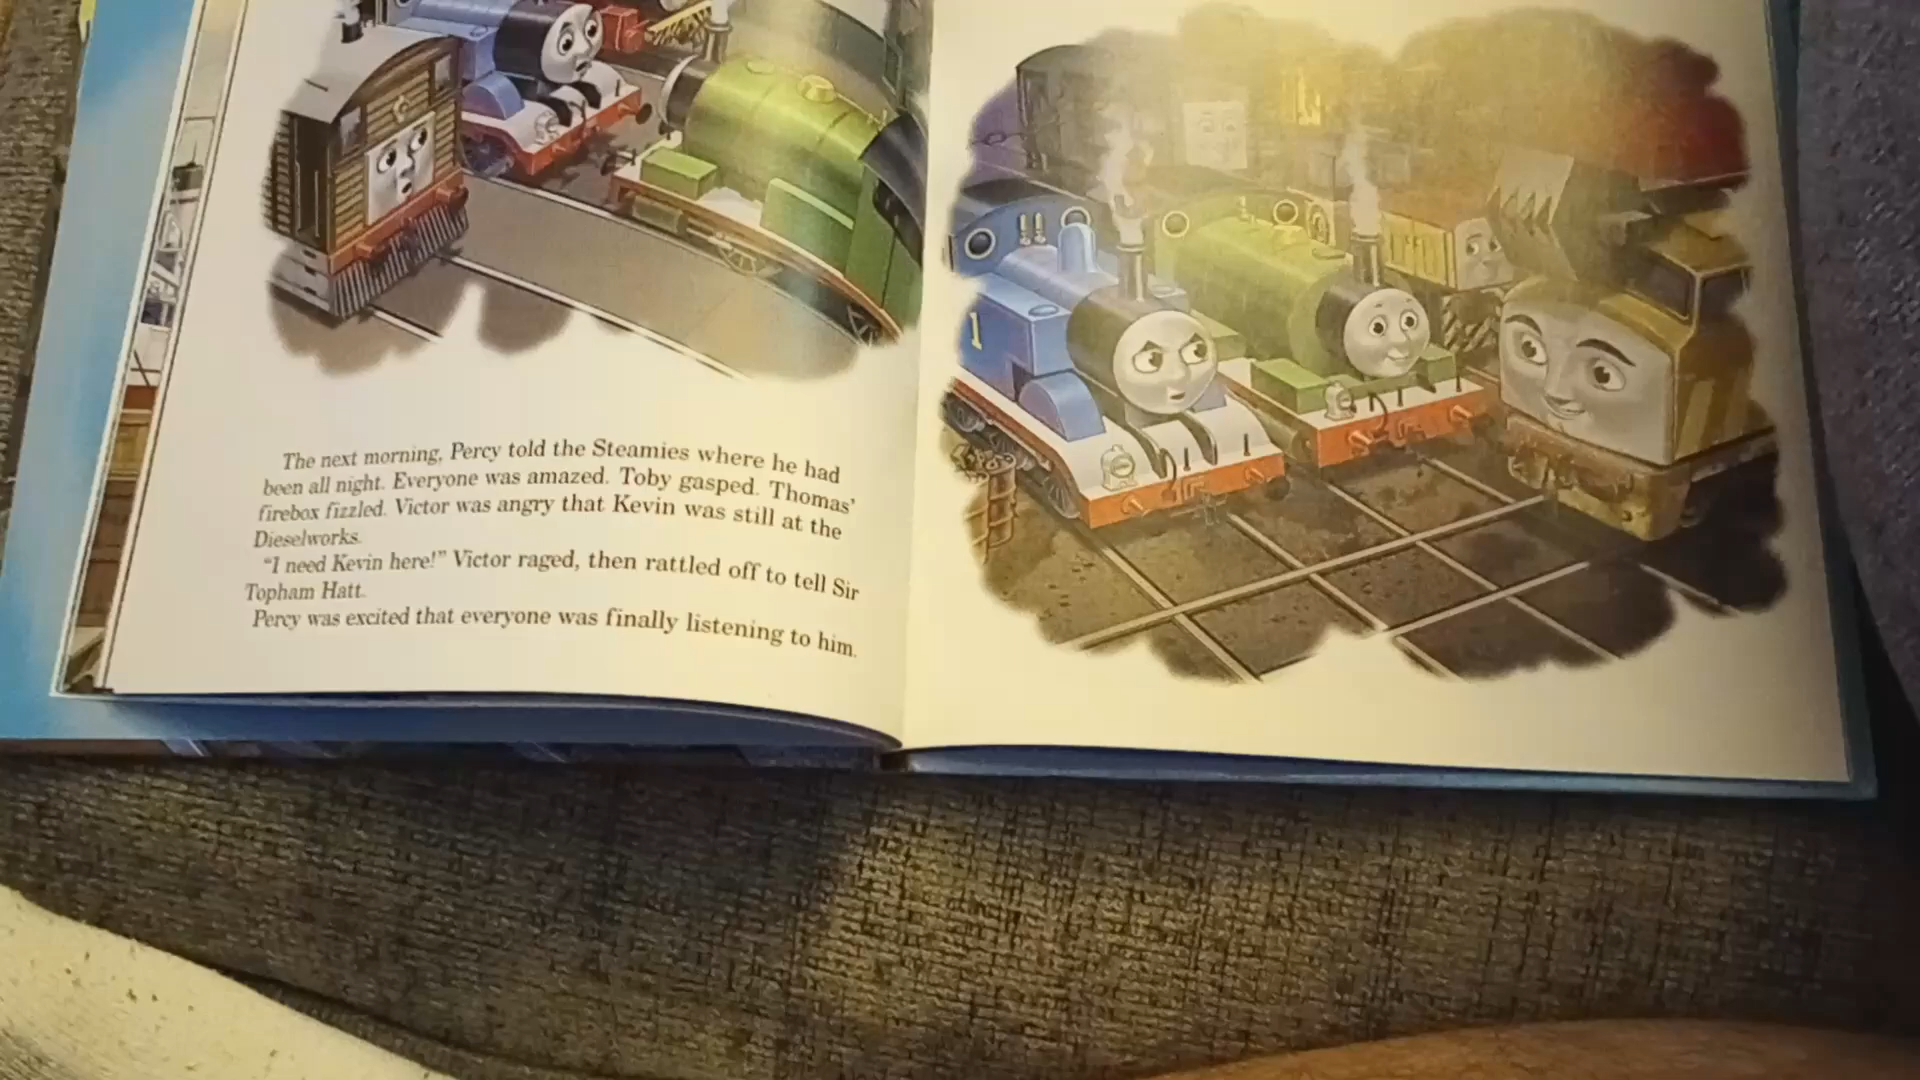 The next morning, Percy told the Steamies where he had
been all night. Everyone was amazed. Toby gasped. Thomas'
firebox fizzled. Victor was angry that Kevin was still at the
Dieselworks.
"I need Kevin here!" Victor raged, then rattled off to tell Sir
Topham Hatt.
Percy was excited that everyone was finally listening to him.
1